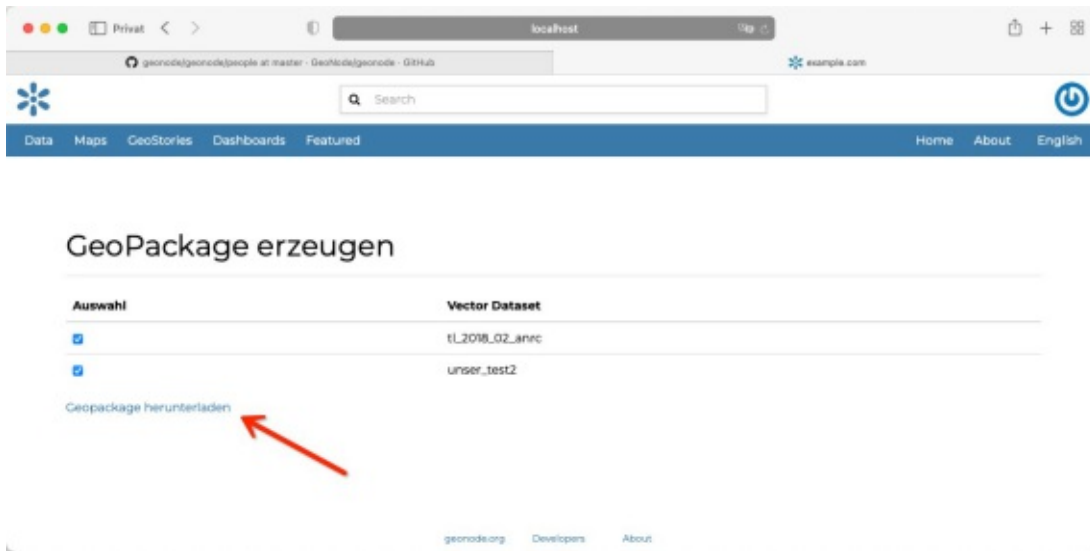 Privat
localhost
geonode/geonode/people at master · GeoNode/geonode · GitHub
example.com
Search
Data Maps GeoStories Dashboards Featured Home About English
GeoPackage erzeugen
Auswahl Vector Dataset
tl_2018_02_anrc
unser_test2
Geopackage herunterladen
geonode.org Developers About